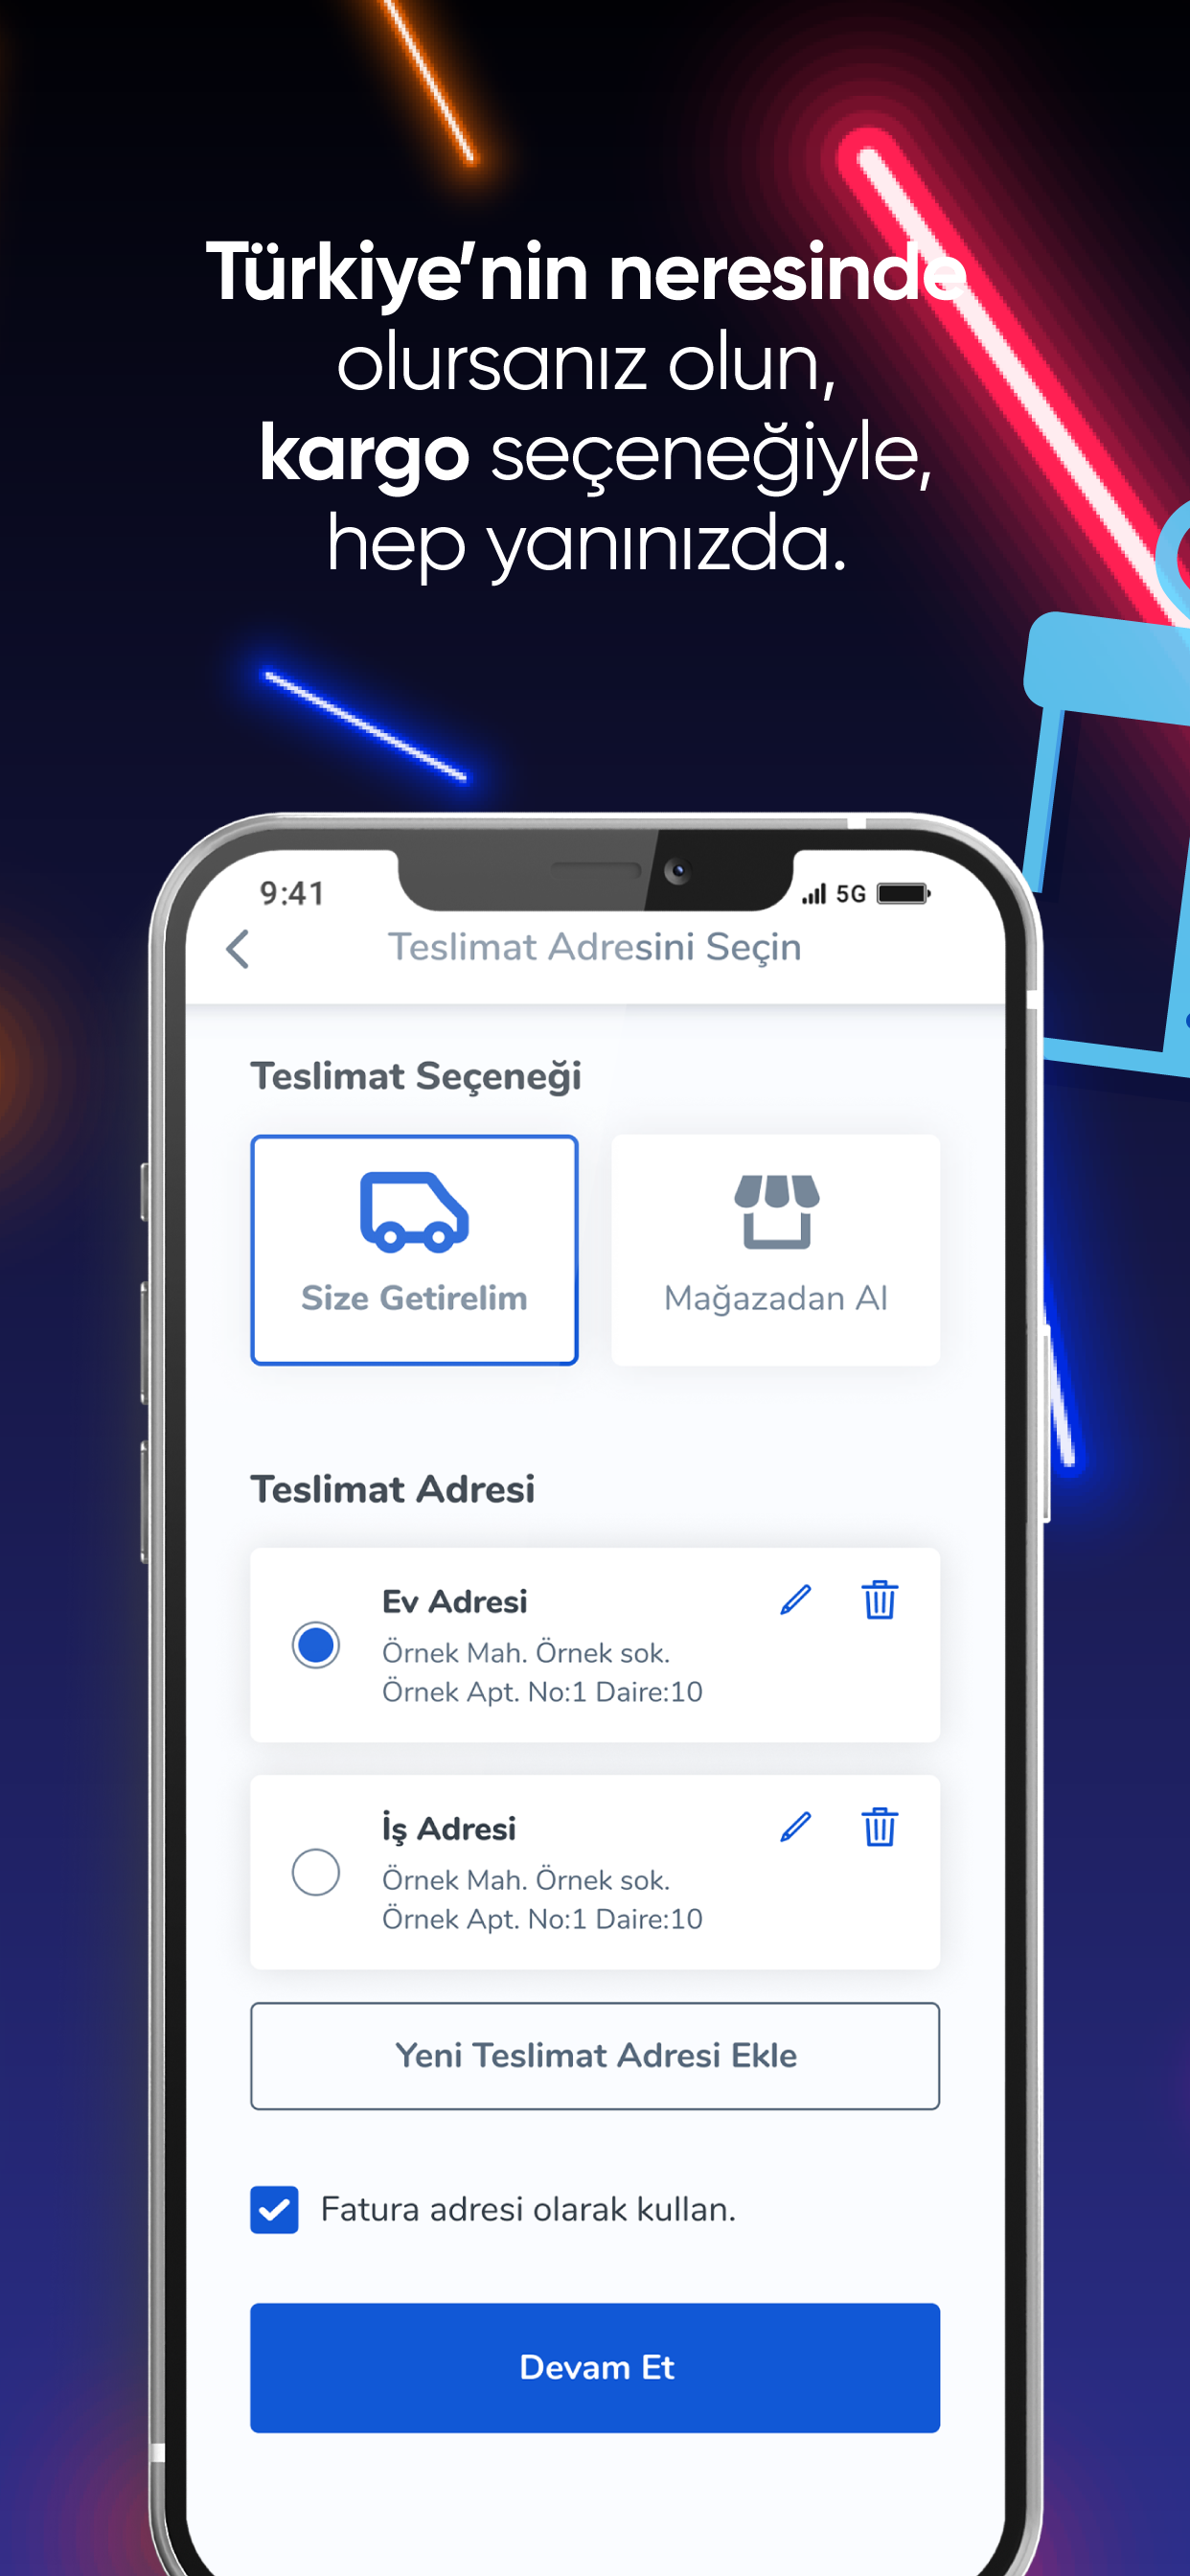 Türkiye'nin neresinde
olursanız olun,
kargo seçeneğiyle,
hep yanınızda.
9:41
5G
Teslimat Adresini Seçin
Teslimat Seçeneği
Size Getirelim
Mağazadan Al
Teslimat Adresi
Ev Adresi
Örnek Mah. Örnek sok.
Örnek Apt. No:1 Daire:10
İş Adresi
Örnek Mah. Örnek sok.
Örnek Apt. No:1 Daire:10
Yeni Teslimat Adresi Ekle
Fatura adresi olarak kullan.
Devam Et